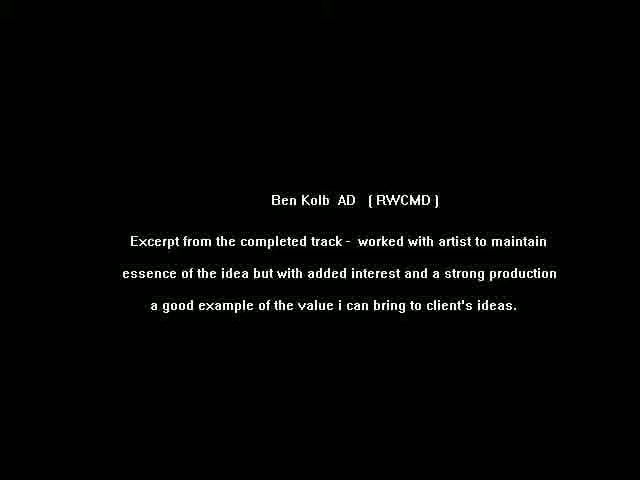 Ben Kolb AD [ RWCMD ]
Excerpt from the completed track - worked with artist to maintain
essence of the idea but with added interest and a strong production
a good example of the value i can bring to client's ideas.